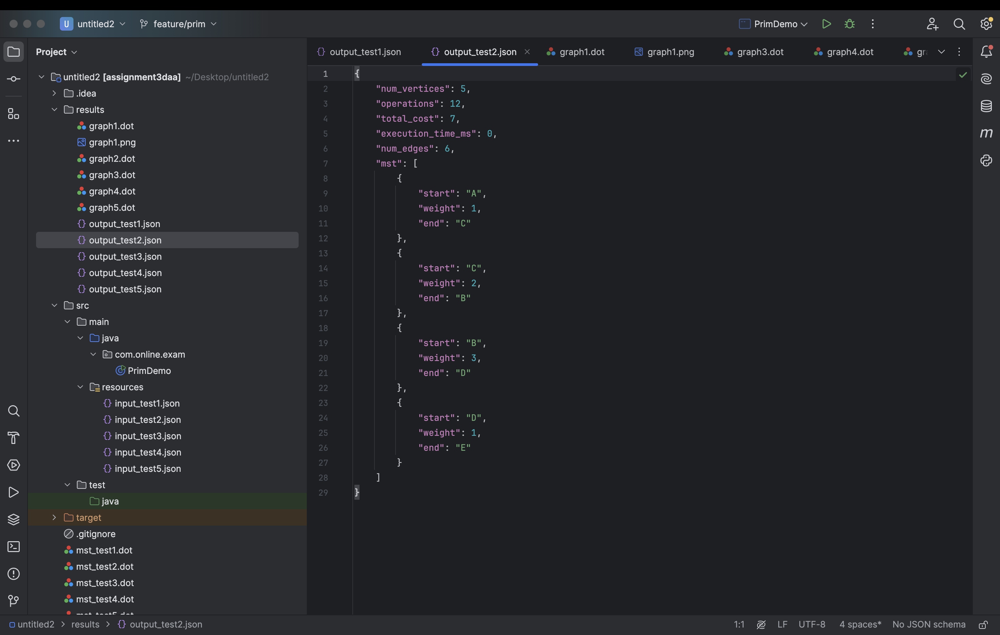 U untitled2 feature/prim PrimDemo
Project
output_test1.json output_test2.json graph1.dot graph1.png graph3.dot graph4.dot
untitled2 [assignment3daa] ~/Desktop/untitled2
.idea
results
graph1.dot
graph1.png
graph2.dot
graph3.dot
graph4.dot
graph5.dot
output_test1.json
output_test2.json
output_test3.json
output_test4.json
output_test5.json
src
main
java
com.online.exam
PrimDemo
resources
input_test1.json
input_test2.json
input_test3.json
input_test4.json
input_test5.json
test
java
target
.gitignore
mst_test1.dot
mst_test2.dot
mst_test3.dot
mst_test4.dot
1 {
2 "num_vertices": 5,
3 "operations": 12,
4 "total_cost": 7,
5 "execution_time_ms": 0,
6 "num_edges": 6,
7 "mst": [
8 {
9 "start": "A",
10 "weight": 1,
11 "end": "C"
12 },
13 {
14 "start": "C",
15 "weight": 2,
16 "end": "B"
17 },
18 {
19 "start": "B",
20 "weight": 3,
21 "end": "D"
22 },
23 {
24 "start": "D",
25 "weight": 1,
26 "end": "E"
27 }
28 ]
29 }
m
untitled2 > results > output_test2.json
1:1 LF UTF-8 4 spaces* No JSON schema